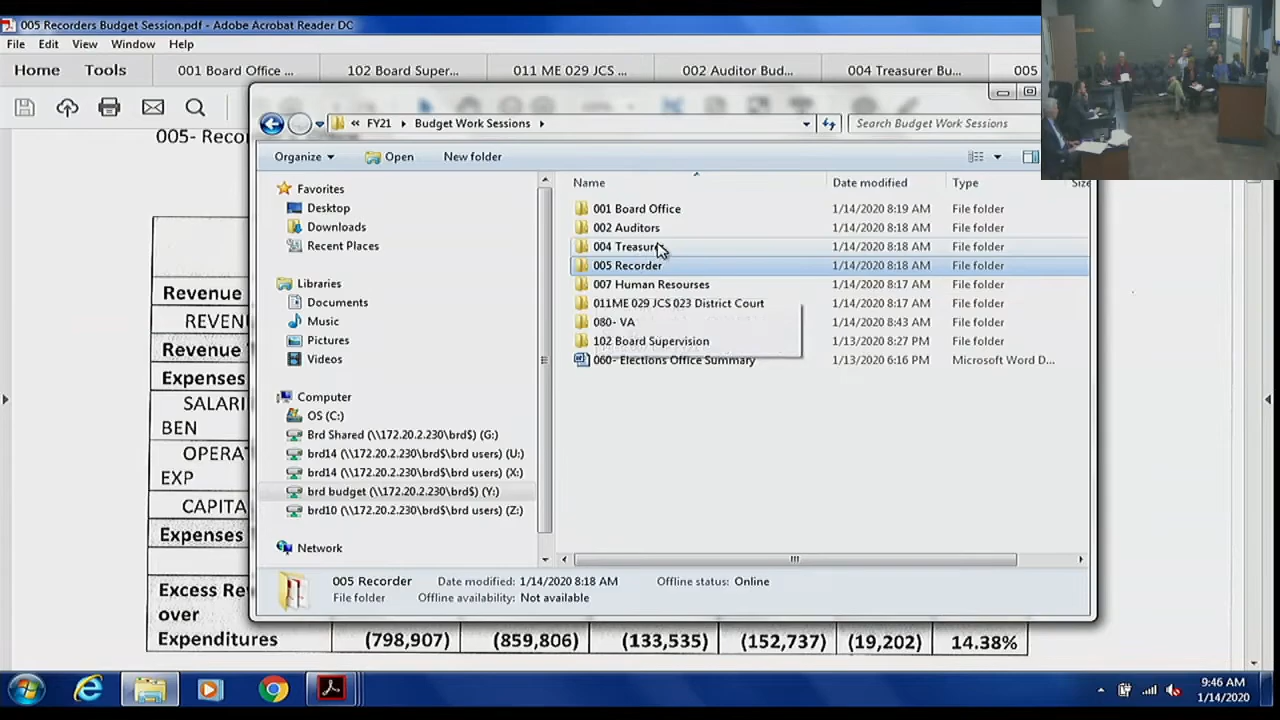 005 Recorders Budget Session.pdf - Adobe Acrobat Reader DC
File Edit View Window Help
Home Tools 001 Board Office ... 102 Board Super... 011 ME 029 JCS ... 002 Auditor Bud... 004 Treasurer Bu... 005
005- Reco
FY21 Budget Work Sessions Search Budget Work Sessions
Organize Open New folder
Favorites
Desktop
Downloads
Recent Places
Libraries
Documents
Music
Pictures
Videos
Computer
OS (C:)
Brd Shared (\\172.20.2.230\brd$) (G:)
brd14 (\\172.20.2.230\brd$\brd users) (U:)
brd14 (\\172.20.2.230\brd$\brd users) (X:)
brd budget (\\172.20.2.230\brd$) (Y:)
brd10 (\\172.20.2.230\brd$\brd users) (Z:)
Network
Name Date modified Type Size
001 Board Office 1/14/2020 8:19 AM File folder
002 Auditors 1/14/2020 8:18 AM File folder
004 Treasur 1/14/2020 8:18 AM File folder
005 Recorder 1/14/2020 8:18 AM File folder
007 Human Resourses 1/14/2020 8:17 AM File folder
011ME 029 JCS 023 District Court 1/14/2020 8:17 AM File folder
080- VA 1/14/2020 8:43 AM File folder
102 Board Supervision 1/13/2020 8:27 PM File folder
060- Elections Office Summary 1/13/2020 6:16 PM Microsoft Word D...
005 Recorder Date modified: 1/14/2020 8:18 AM Offline status: Online
File folder Offline availability: Not available
Revenue
REVENU
Revenue
Expenses
SALARI
BEN
OPERAT
EXP
CAPITA
Expenses
Excess Re
over
Expenditures (798,907) (859,806) (133,535) (152,737) (19,202) 14.38%
9:46 AM
1/14/2020